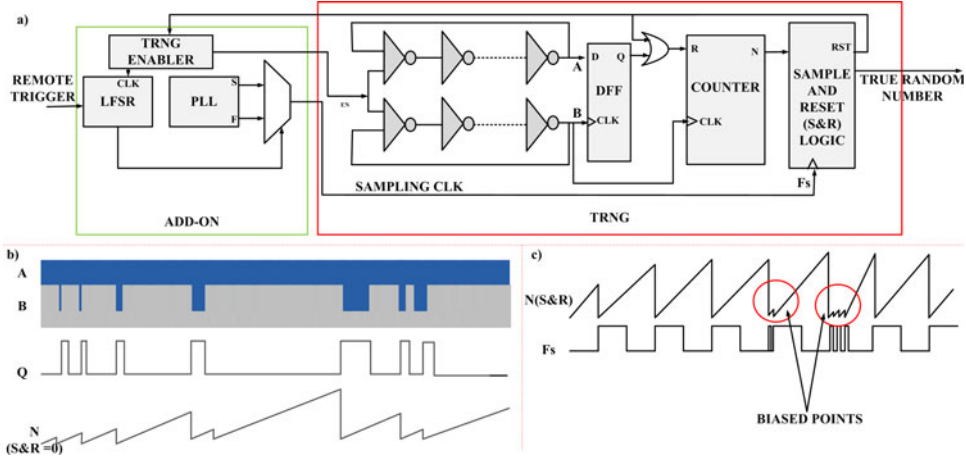 a)
TRNG
ENABLER
REMOTE
TRIGGER
CLK
LFSR
PLL
S
F
EN
A
B
D
Q
DFF
CLK
R
N
COUNTER
CLK
RST
SAMPLE
AND
RESET
(S&R)
LOGIC
Fs
TRUE RANDOM
NUMBER
SAMPLING CLK
ADD-ON
TRNG
b)
A
B
Q
N
(S&R =0)
c)
N(S&R)
Fs
BIASED POINTS